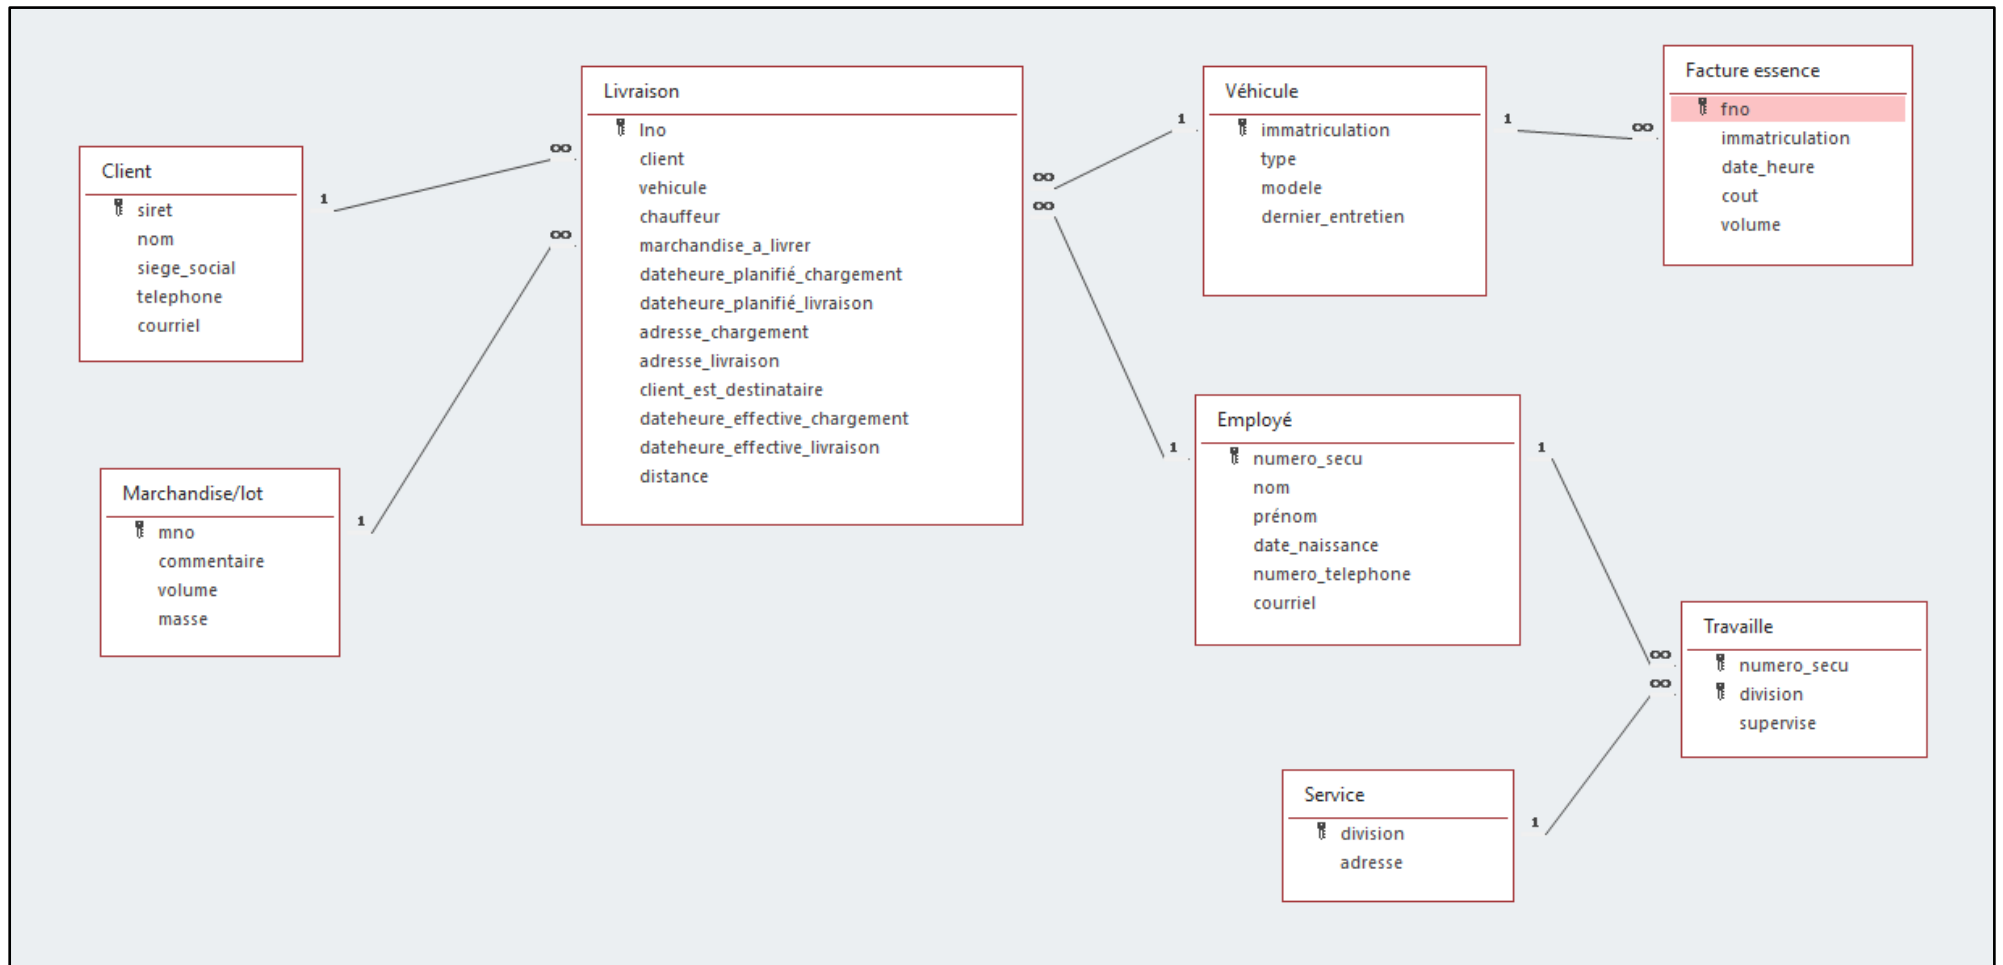 Client
siret
nom
siege_social
telephone
courriel
1
∞
Marchandise/lot
mno
commentaire
volume
masse
1
∞
Livraison
lno
client
vehicule
chauffeur
marchandise_a_livrer
dateheure_planifié_chargement
dateheure_planifié_livraison
adresse_chargement
adresse_livraison
client_est_destinataire
dateheure_effective_chargement
dateheure_effective_livraison
distance
∞
1
∞
1
Véhicule
immatriculation
type
modele
dernier_entretien
1
∞
Facture essence
fno
immatriculation
date_heure
cout
volume
Employé
numero_secu
nom
prénom
date_naissance
numero_telephone
courriel
1
∞
Travaille
numero_secu
division
supervise
∞
1
Service
division
adresse